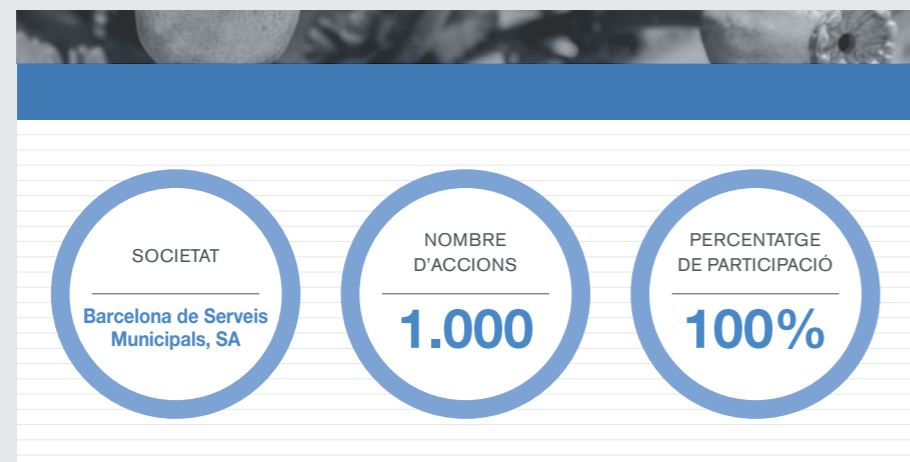 SOCIETAT
Barcelona de Serveis
Municipals, SA
NOMBRE
D'ACCIONS
1.000
PERCENTATGE
DE PARTICIPACIÓ
100%